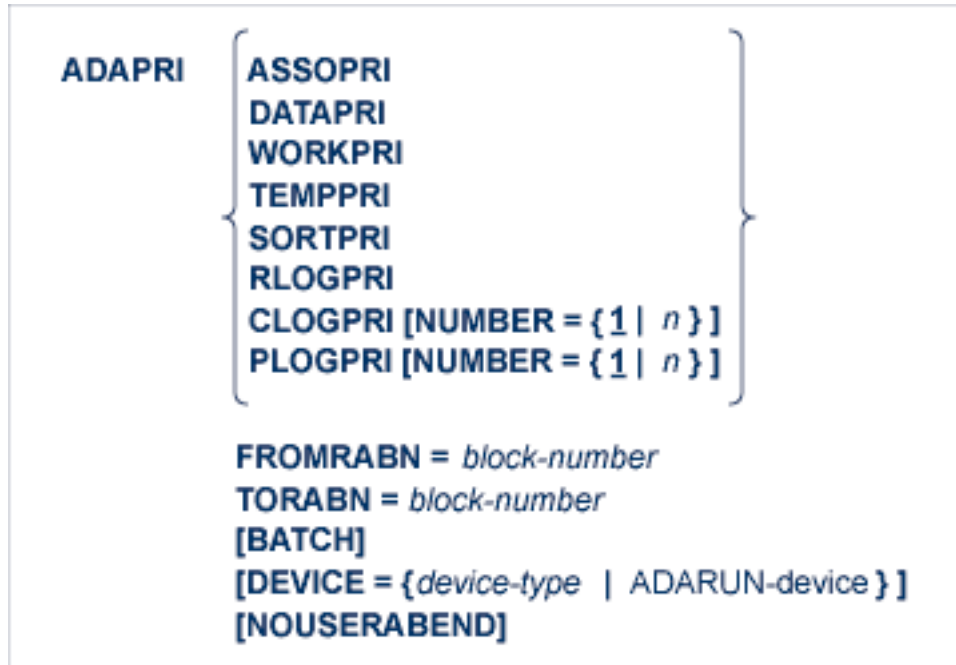 ADAPRI ASSOPRI
DATAPRI
WORKPRI
TEMPPRI
SORTPRI
RLOGPRI
CLOGPRI [NUMBER = { 1 | n } ]
PLOGPRI [NUMBER = { 1 | n } ]
FROMRABN = block-number
TORABN = block-number
[BATCH]
[DEVICE = {device-type | ADARUN-device } ]
[NOUSERABEND]